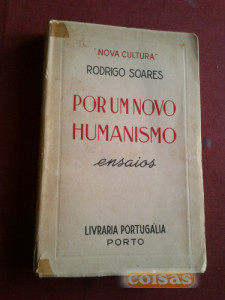 "NOVA CULTURA"
RODRIGO SOARES
POR UM NOVO
HUMANISMO
ensaios
LIVRARIA PORTUGÁLIA
PORTO
coisas